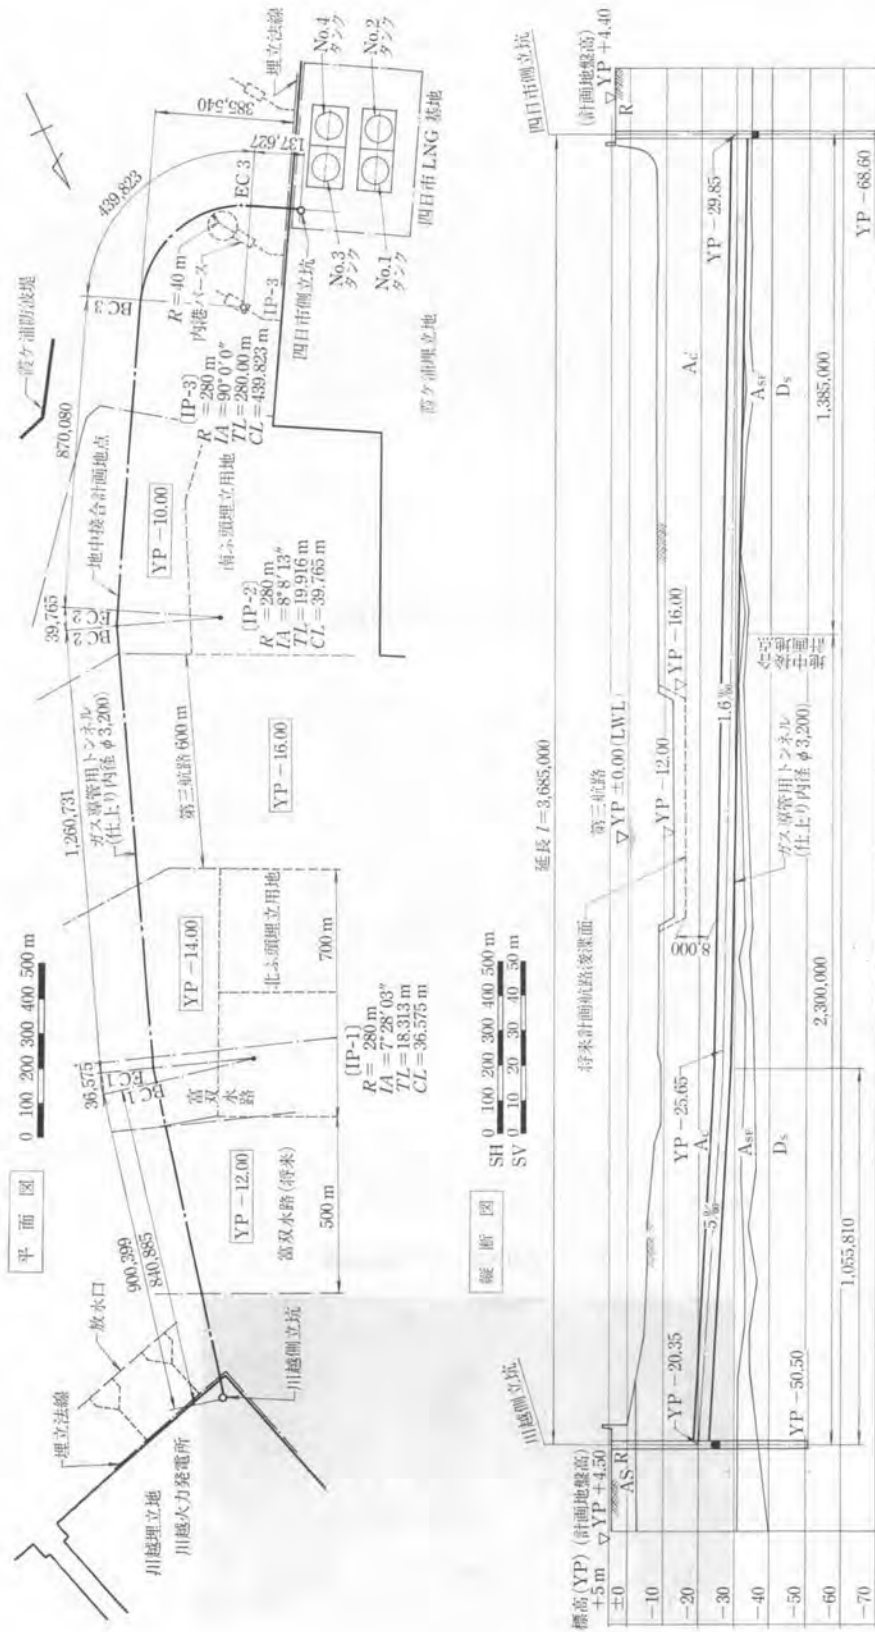 平面図
0 100 200 300 400 500 m
埋立法線
放水口
川越埋立地
川越火力発電所
川越側立坑
900,399
840,885
36,575
BC 1
EC 1
富双水路
YP－12.00
富双水路(将来)
500 m
[IP-1]
R = 280 m
IA = 7°28′03″
TL = 18.313 m
CL = 36.575 m
YP－14.00
北ふ頭埋立用地
700 m
1,260,731
ガス導管用トンネル
(仕上り内径 φ3,200)
第三航路 600 m
YP－16.00
39,765
BC 2
EC 2
[IP-2]
R = 280 m
IA = 8°8′13″
TL = 19.916 m
CL = 39.765 m
地中接合計画地点
YP－10.00
南ふ頭埋立用地
870,080
霞ケ浦防波堤
BC 3
439,823
R = 40 m
内港バース
[IP-3]
[IP-3]
R = 280 m
IA = 90°0′0″
TL = 280.00 m
CL = 439.823 m
EC 3
385,540
137,627
埋立法線
四日市側立坑
霞ケ浦埋立地
No.4
タンク
No.2
タンク
No.3
タンク
No.1
タンク
四日市 LNG 基地
縦断図
SH 0 100 200 300 400 500 m
SV 0 10 20 30 40 50 m
川越側立坑
四日市側立坑
延長 l＝3,685,000
標高(YP)
+5 m
±0
−10
−20
−30
−40
−50
−60
−70
(計画地盤高)
YP＋4.50
AS R
YP－20.35
YP－50.50
5‰
YP－25.65
Ac
ASF
Ds
1,055,810
2,300,000
将来計画航路浚渫面
8,000
第三航路
YP ±0.00 (LWL)
YP－12.00
YP－16.00
1.6‰
ガス導管用トンネル
(仕上り内径 φ3,200)
Ac
ASF
Ds
1,385,000
(計画地盤高)
YP＋4.40
R
YP－29.85
YP－68.60